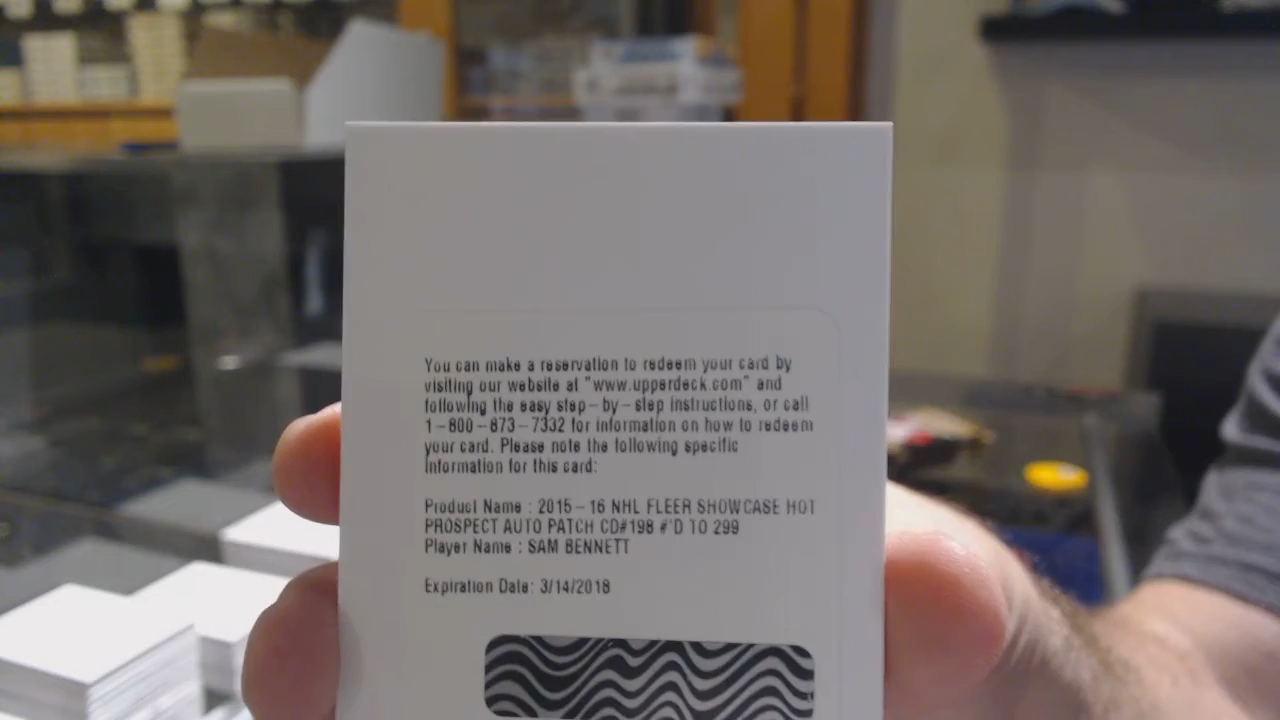 You can make a reservation to redeem your card by
visiting our website at "www.upperdeck.com" and
following the easy step-by-step instructions, or call
1-800-873-7332 for information on how to redeem
your card. Please note the following specific
information for this card:
Product Name : 2015-16 NHL FLEER SHOWCASE HOT
PROSPECT AUTO PATCH CD#198 #'D TO 299
Player Name : SAM BENNETT
Expiration Date: 3/14/2018